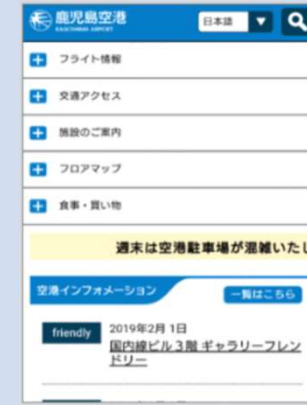 鹿児島空港
KAGOSHIMA AIRPORT
日本語
フライト情報
交通アクセス
施設のご案内
フロアマップ
食事・買い物
週末は空港駐車場が混雑いたし
空港インフォメーション
一覧はこちら
friendly
2019年2月 1日
国内線ビル3階 ギャラリーフレン
ドリー